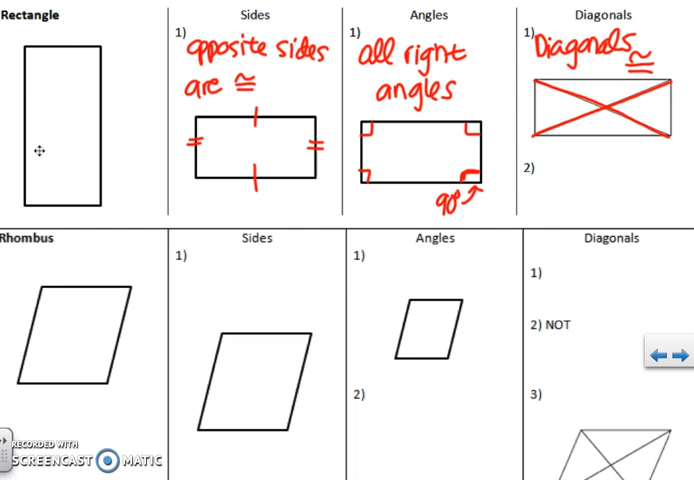 Rectangle
Sides
Angles
Diagonals
1)
opposite sides
are ≅
1)
all right
angles
90°
1)
Diagonals
≅
2)
Rhombus
Sides
Angles
Diagonals
1)
1)
2)
1)
2) NOT
3)
RECORDED WITH
SCREENCAST MATIC